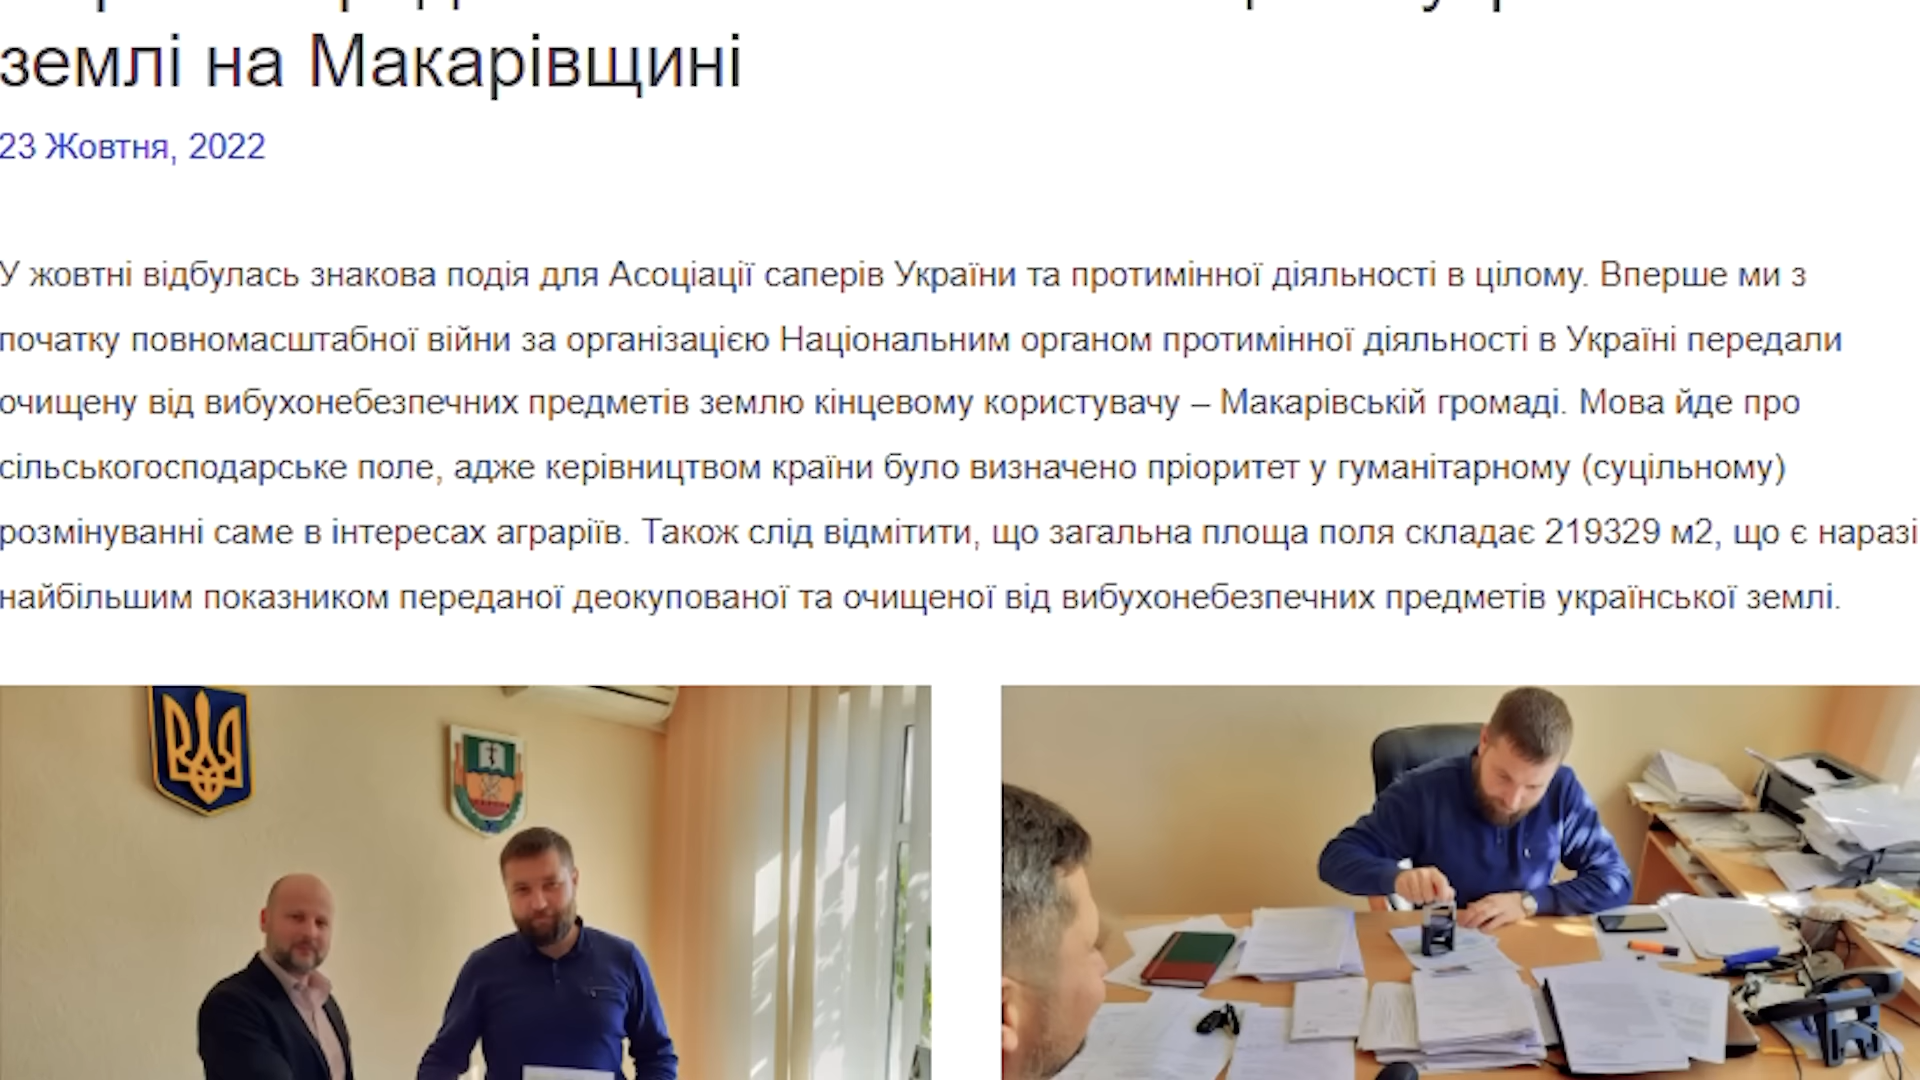 землі на Макарівщині
23 Жовтня, 2022
У жовтні відбулась знакова подія для Асоціації саперів України та протимінної діяльності в цілому. Вперше ми з
початку повномасштабної війни за організацією Національним органом протимінної діяльності в Україні передали
очищену від вибухонебезпечних предметів землю кінцевому користувачу – Макарівській громаді. Мова йде про
сільськогосподарське поле, адже керівництвом країни було визначено пріоритет у гуманітарному (суцільному)
розмінуванні саме в інтересах аграріїв. Також слід відмітити, що загальна площа поля складає 219329 м2, що є наразі
найбільшим показником переданої деокупованої та очищеної від вибухонебезпечних предметів української землі.